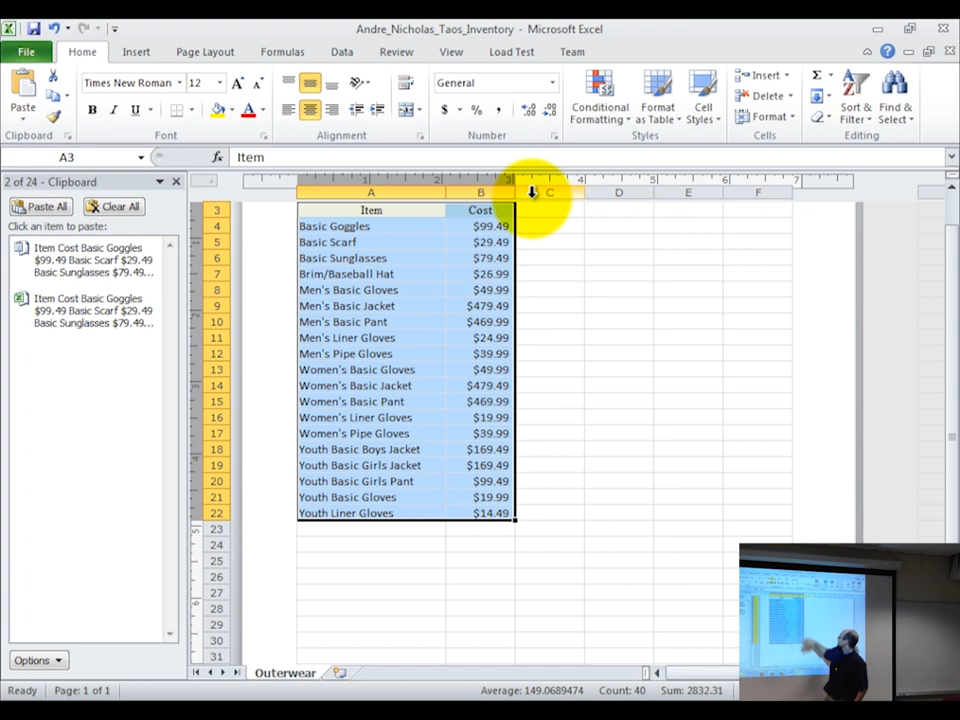 Andre_Nicholas_Taos_Inventory - Microsoft Excel
File Home Insert Page Layout Formulas Data Review View Load Test Team
Paste
Times New Roman 12
B I U A
General
$ % ,
Conditional Formatting
Format as Table
Cell Styles
Insert
Delete
Format
Σ
Sort & Filter
Find & Select
Clipboard Font Alignment Number Styles Cells Editing
A3 fx Item
2 of 24 - Clipboard
Paste All Clear All
Click an item to paste:
Item Cost Basic Goggles
$99.49 Basic Scarf $29.49
Basic Sunglasses $79.49...
Item Cost Basic Goggles
$99.49 Basic Scarf $29.49
Basic Sunglasses $79.49...
Options
1 2 3 4 5 6 7
A B C D E F
3 Item Cost
4 Basic Goggles $99.49
5 Basic Scarf $29.49
6 Basic Sunglasses $79.49
7 Brim/Baseball Hat $26.99
8 Men's Basic Gloves $49.99
9 Men's Basic Jacket $479.49
10 Men's Basic Pant $469.99
11 Men's Liner Gloves $24.99
12 Men's Pipe Gloves $39.99
13 Women's Basic Gloves $49.99
14 Women's Basic Jacket $479.49
15 Women's Basic Pant $469.99
16 Women's Liner Gloves $19.99
17 Women's Pipe Gloves $39.99
18 Youth Basic Boys Jacket $169.49
19 Youth Basic Girls Jacket $169.49
20 Youth Basic Girls Pant $99.49
21 Youth Basic Gloves $19.99
22 Youth Liner Gloves $14.49
23
24
25
26
27
28
29
30
31
Outerwear
Ready Page: 1 of 1 Average: 149.0689474 Count: 40 Sum: 2832.31